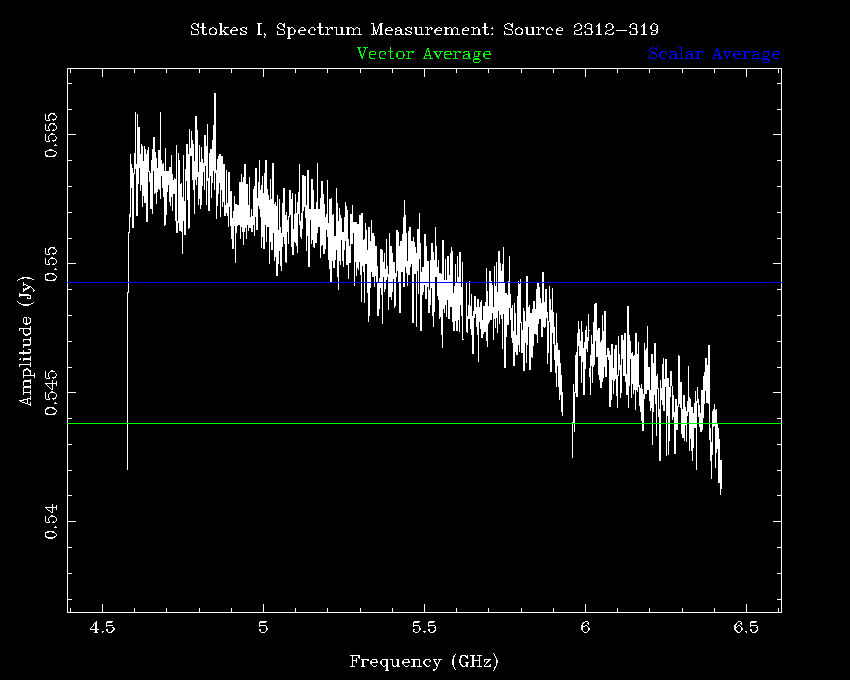 Stokes I, Spectrum Measurement: Source 2312−319
Vector Average Scalar Average
0.555
0.55
0.545
0.54
Amplitude (Jy)
4.5 5 5.5 6 6.5
Frequency (GHz)